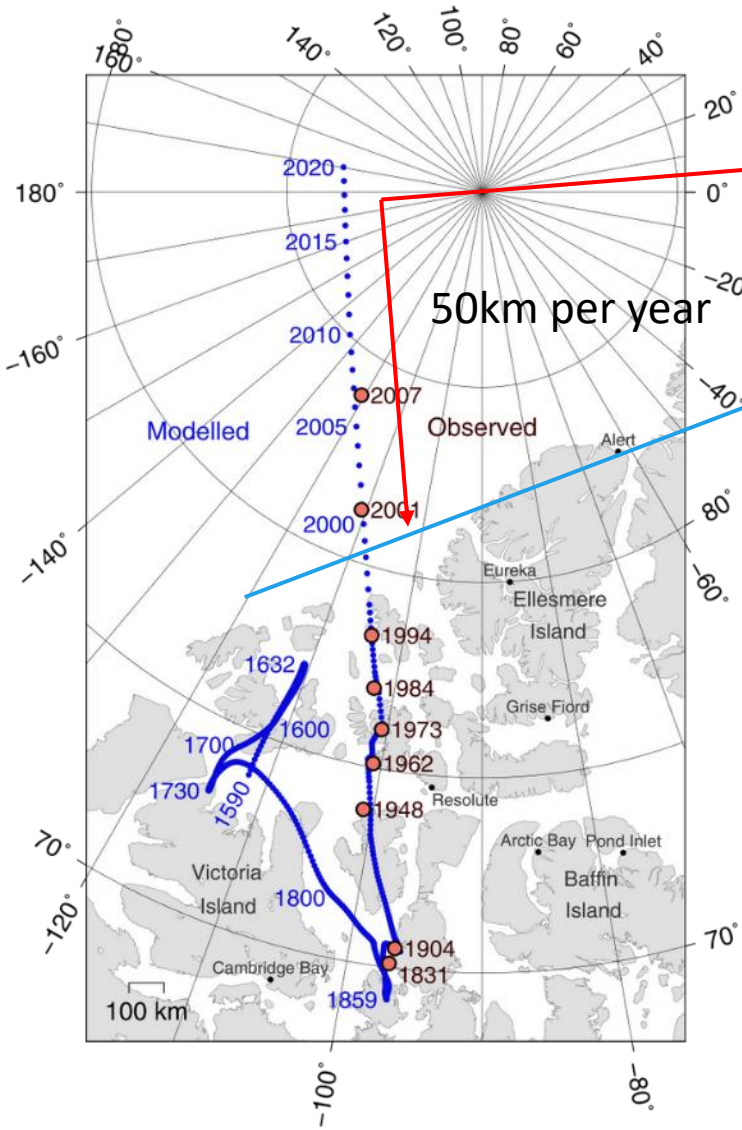 180°
160°
140°
120°
100°
80°
60°
40°
20°
2020
180°
0°
2015
-20°
50km per year
2010
-160°
-40°
2007
Modelled
2005
Observed
Alert
2001
2000
80°
-140°
-60°
Eureka
Ellesmere
Island
1994
1632
1984
Grise Fiord
1600
1973
1700
1962
1730
1590
Resolute
1948
Arctic Bay
Pond Inlet
70°
Victoria
Island
Baffin
Island
1800
-120°
1904
70°
Cambridge Bay
1831
1859
100 km
-100°
-80°